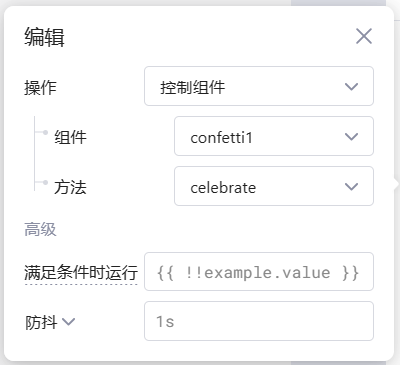 编辑
操作
控制组件
组件
confetti1
方法
celebrate
高级
满足条件时运行
{{ !!example.value }}
防抖
1s